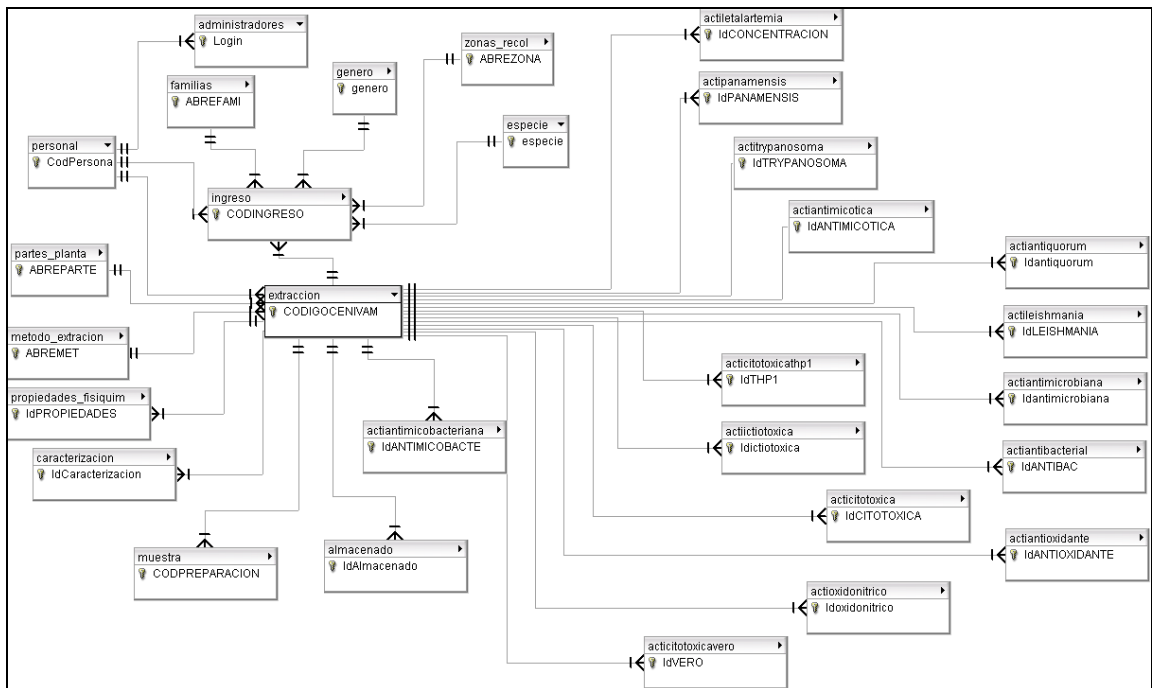 administradores
Login
familias
ABREFAMI
genero
genero
zonas_recol
ABREZONA
especie
especie
personal
CodPersona
ingreso
CODINGRESO
partes_planta
ABREPARTE
extraccion
CODIGOCENIVAM
metodo_extracion
ABREMET
propiedades_fisiquim
IdPROPIEDADES
caracterizacion
IdCaracterizacion
muestra
CODPREPARACION
almacenado
IdAlmacenado
actiantimicobacteriana
IdANTIMICOBACTE
actiletalartemia
IdCONCENTRACION
actipanamensis
IdPANAMENSIS
actitrypanosoma
IdTRYPANOSOMA
actiantimicotica
IdANTIMICOTICA
actiantiquorum
Idantiquorum
actileishmania
IdLEISHMANIA
acticitotoxicathp1
IdTHP1
actiantimicrobiana
Idantimicrobiana
actiictiotoxica
Idictiotoxica
actiantibacterial
IdANTIBAC
acticitotoxica
IdCITOTOXICA
actiantioxidante
IdANTIOXIDANTE
actioxidonitrico
Idoxidonitrico
acticitotoxicavero
IdVERO